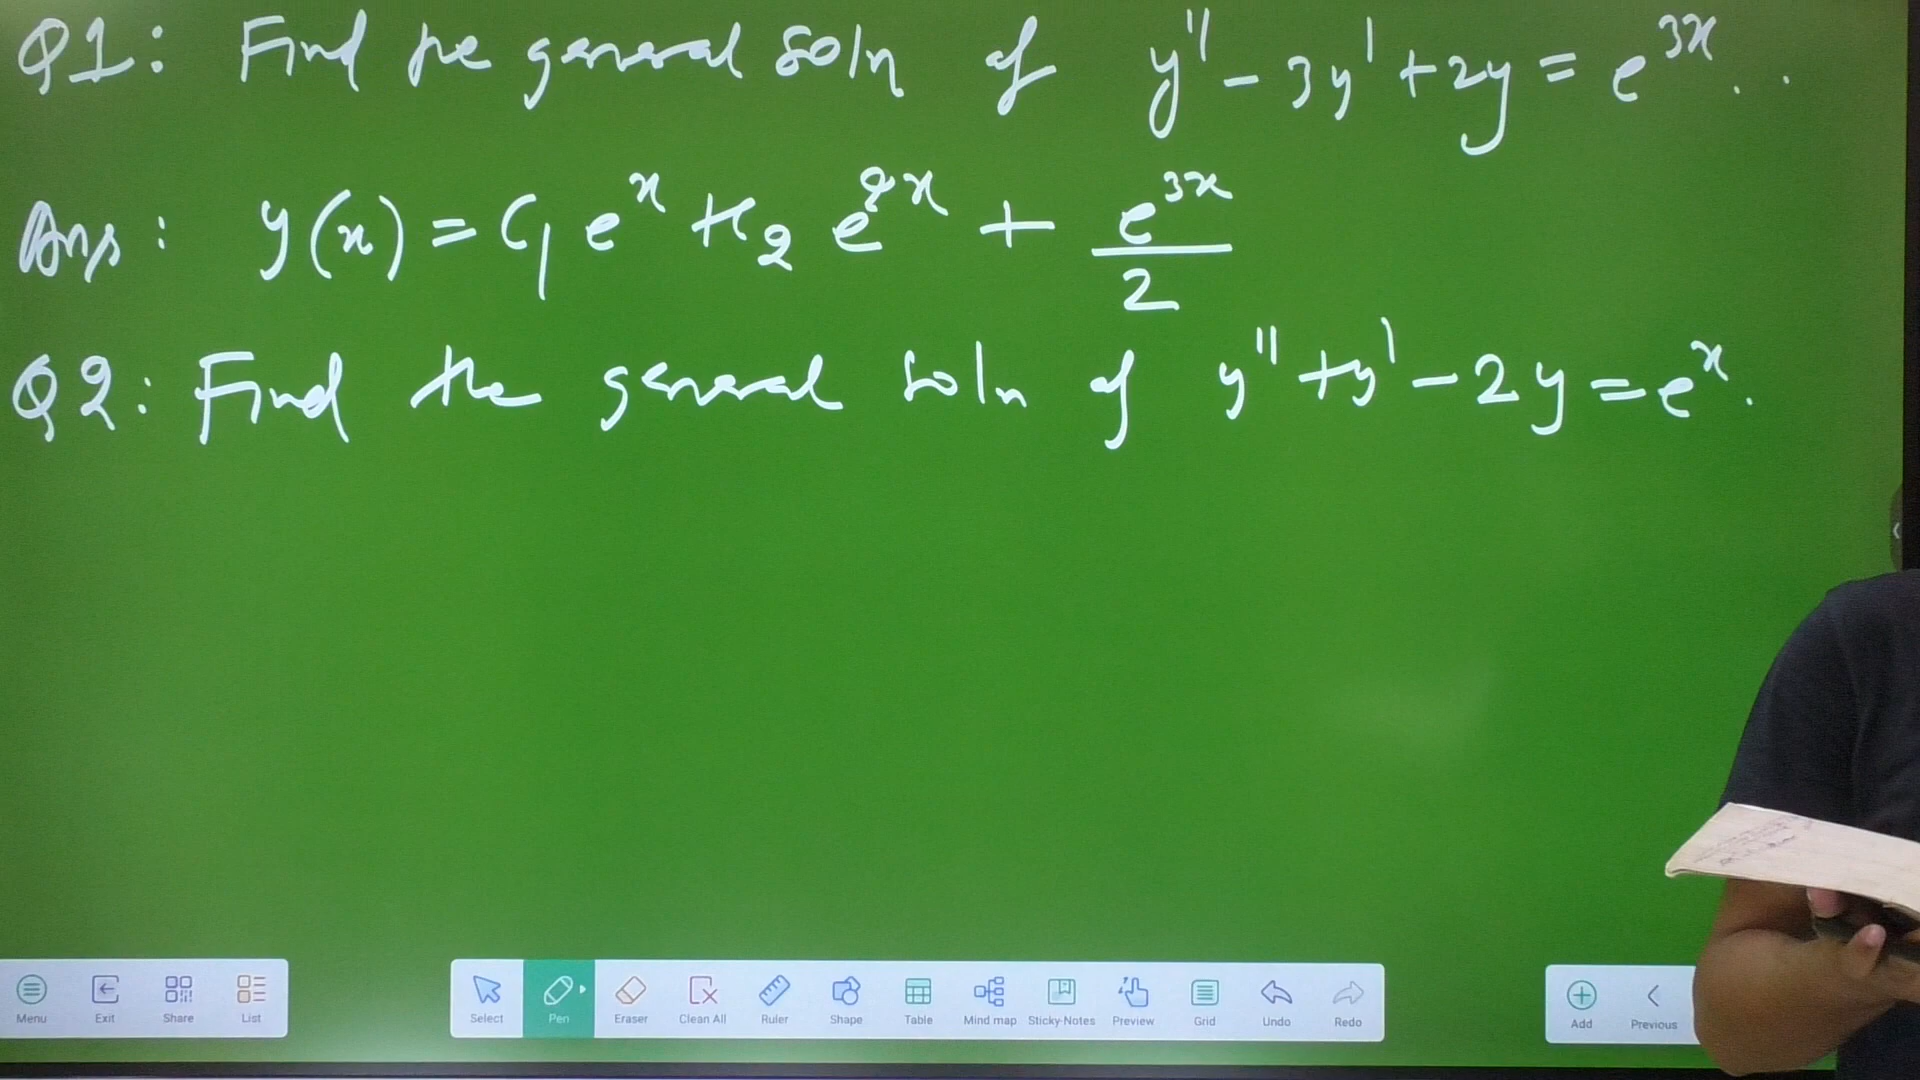 Q1: Find the general soln of y'' - 3y' + 2y = e^{3x}..
Ans: y(x) = C_1 e^x + C_2 e^{2x} + e^{3x}/2
Q2: Find the general soln of y'' + y' - 2y = e^x.
Menu Exit Share List Select Pen Eraser Clean All Ruler Shape Table Mind map Sticky-Notes Preview Grid Undo Redo Add Previous